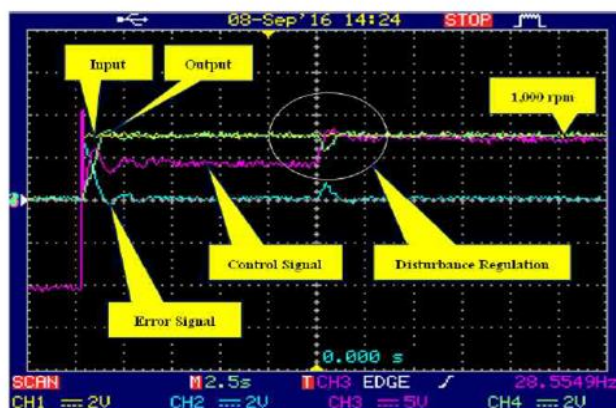 08-Sep'16 14:24 STOP
Input
Output
1,000 rpm
Control Signal
Disturbance Regulation
Error Signal
0.000 s
SCAN M 2.5s T CH3 EDGE 28.5549Hz
CH1 2V CH2 2V CH3 5V CH4 2V